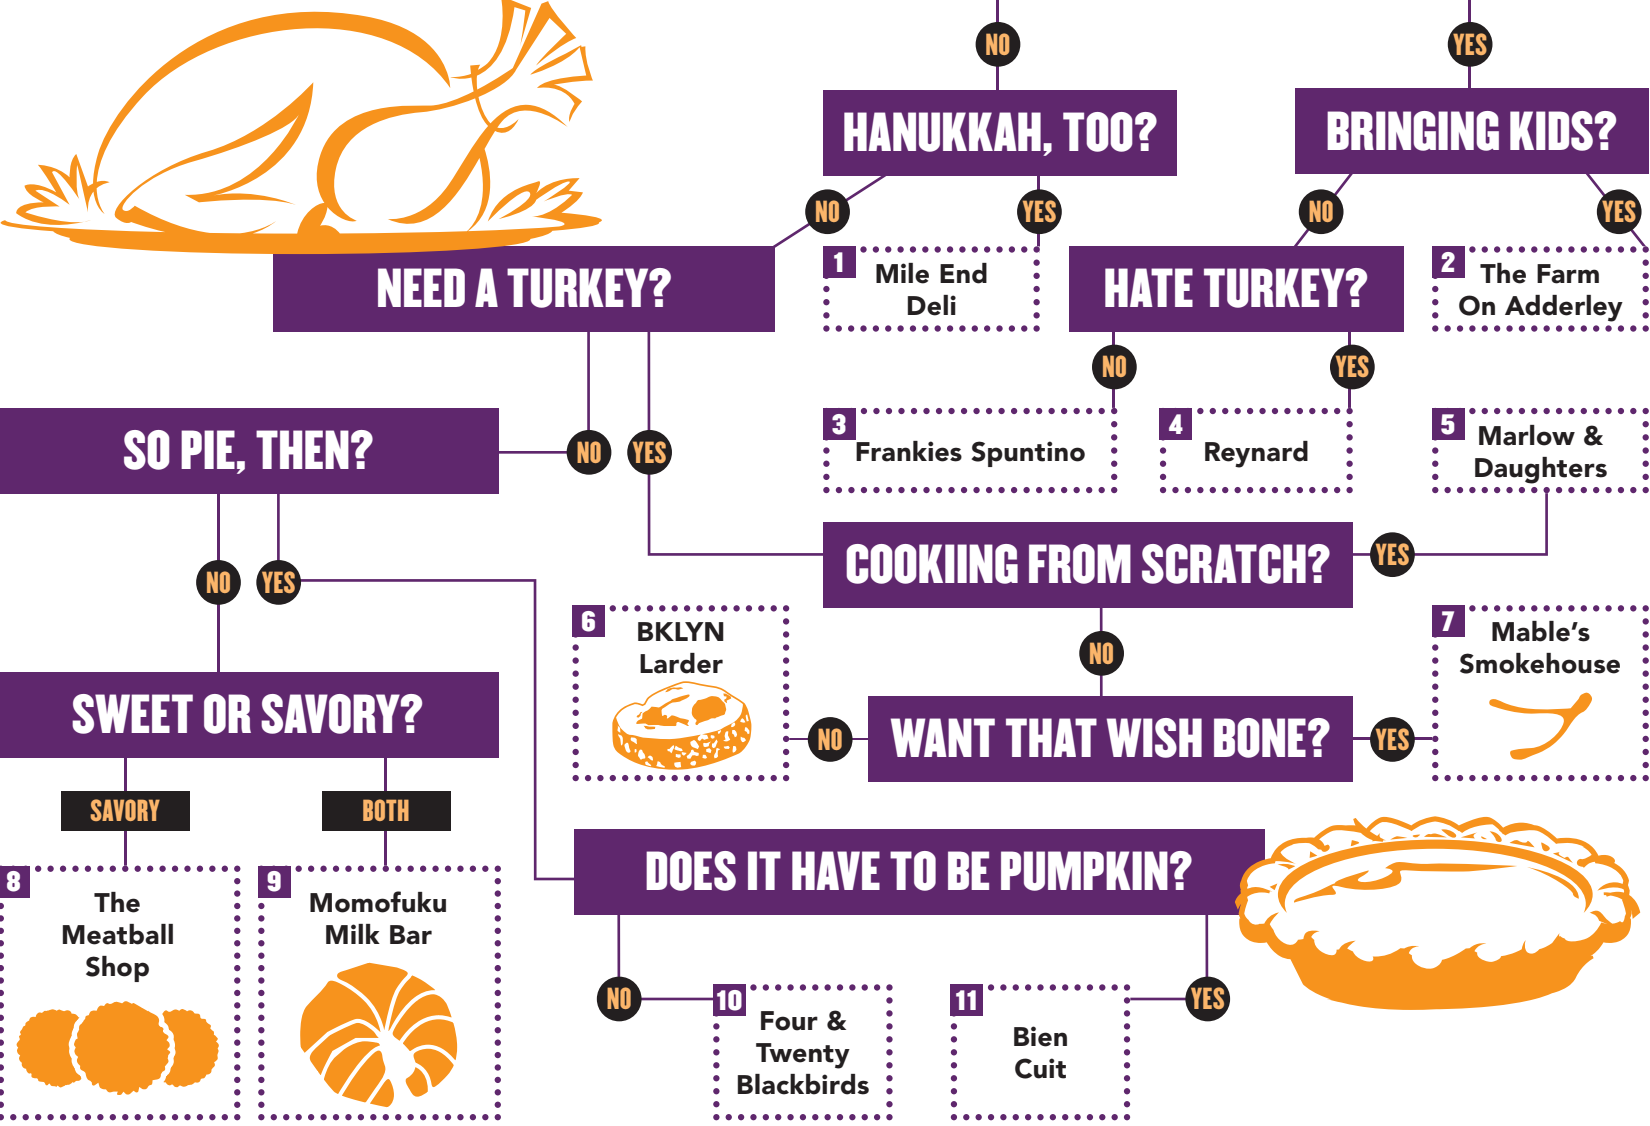 NO
YES
HANUKKAH, TOO?
BRINGING KIDS?
NO
YES
NO
YES
NEED A TURKEY?
1
Mile End
Deli
HATE TURKEY?
2
The Farm
On Adderley
NO
YES
SO PIE, THEN?
NO
YES
3
Frankies Spuntino
4
Reynard
5
Marlow &
Daughters
COOKIING FROM SCRATCH?
YES
NO
YES
6
BKLYN
Larder
NO
7
Mable's
Smokehouse
SWEET OR SAVORY?
NO
WANT THAT WISH BONE?
YES
SAVORY
BOTH
DOES IT HAVE TO BE PUMPKIN?
8
The
Meatball
Shop
9
Momofuku
Milk Bar
NO
10
Four &
Twenty
Blackbirds
11
Bien
Cuit
YES